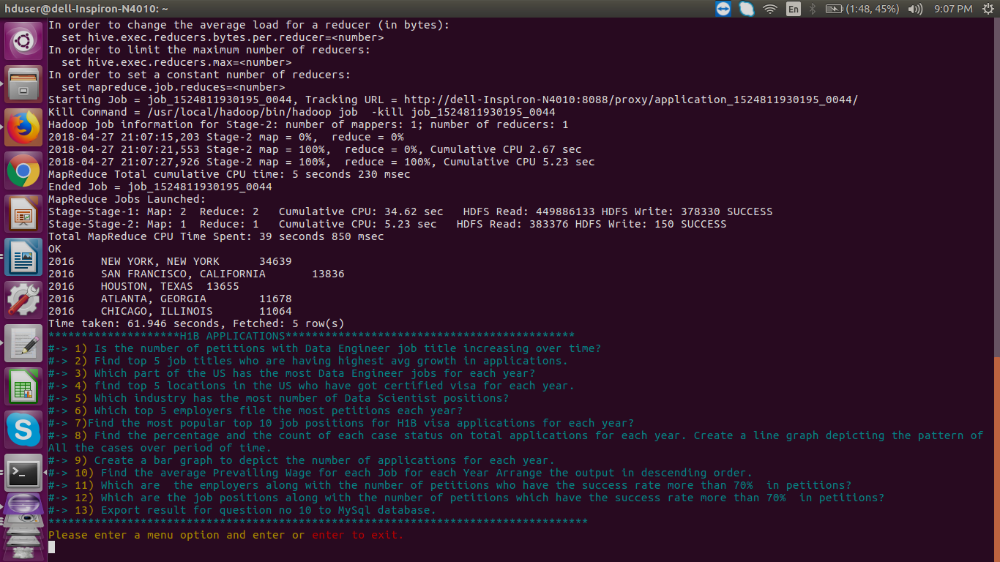 hduser@dell-Inspiron-N4010: ~ En (1:48, 45%) 9:07 PM
In order to change the average load for a reducer (in bytes):
  set hive.exec.reducers.bytes.per.reducer=<number>
In order to limit the maximum number of reducers:
  set hive.exec.reducers.max=<number>
In order to set a constant number of reducers:
  set mapreduce.job.reduces=<number>
Starting Job = job_1524811930195_0044, Tracking URL = http://dell-Inspiron-N4010:8088/proxy/application_1524811930195_0044/
Kill Command = /usr/local/hadoop/bin/hadoop job  -kill job_1524811930195_0044
Hadoop job information for Stage-2: number of mappers: 1; number of reducers: 1
2018-04-27 21:07:15,203 Stage-2 map = 0%,  reduce = 0%
2018-04-27 21:07:21,553 Stage-2 map = 100%,  reduce = 0%, Cumulative CPU 2.67 sec
2018-04-27 21:07:27,926 Stage-2 map = 100%,  reduce = 100%, Cumulative CPU 5.23 sec
MapReduce Total cumulative CPU time: 5 seconds 230 msec
Ended Job = job_1524811930195_0044
MapReduce Jobs Launched:
Stage-Stage-1: Map: 2  Reduce: 2   Cumulative CPU: 34.62 sec   HDFS Read: 449886133 HDFS Write: 378330 SUCCESS
Stage-Stage-2: Map: 1  Reduce: 1   Cumulative CPU: 5.23 sec   HDFS Read: 383376 HDFS Write: 150 SUCCESS
Total MapReduce CPU Time Spent: 39 seconds 850 msec
OK
2016    NEW YORK, NEW YORK      34639
2016    SAN FRANCISCO, CALIFORNIA       13836
2016    HOUSTON, TEXAS  13655
2016    ATLANTA, GEORGIA        11678
2016    CHICAGO, ILLINOIS       11064
Time taken: 61.946 seconds, Fetched: 5 row(s)
********************H1B APPLICATIONS********************************************
#-> 1) Is the number of petitions with Data Engineer job title increasing over time?
#-> 2) Find top 5 job titles who are having highest avg growth in applications.
#-> 3) Which part of the US has the most Data Engineer jobs for each year?
#-> 4) find top 5 locations in the US who have got certified visa for each year.
#-> 5) Which industry has the most number of Data Scientist positions?
#-> 6) Which top 5 employers file the most petitions each year?
#-> 7)Find the most popular top 10 job positions for H1B visa applications for each year?
#-> 8) Find the percentage and the count of each case status on total applications for each year. Create a line graph depicting the pattern of
All the cases over period of time.
#-> 9) Create a bar graph to depict the number of applications for each year.
#-> 10) Find the average Prevailing Wage for each Job for each Year Arrange the output in descending order.
#-> 11) Which are  the employers along with the number of petitions who have the success rate more than 70%  in petitions?
#-> 12) Which are the job positions along with the number of petitions which have the success rate more than 70%  in petitions?
#-> 13) Export result for question no 10 to MySql database.
**********************************************************************************
Please enter a menu option and enter or enter to exit.